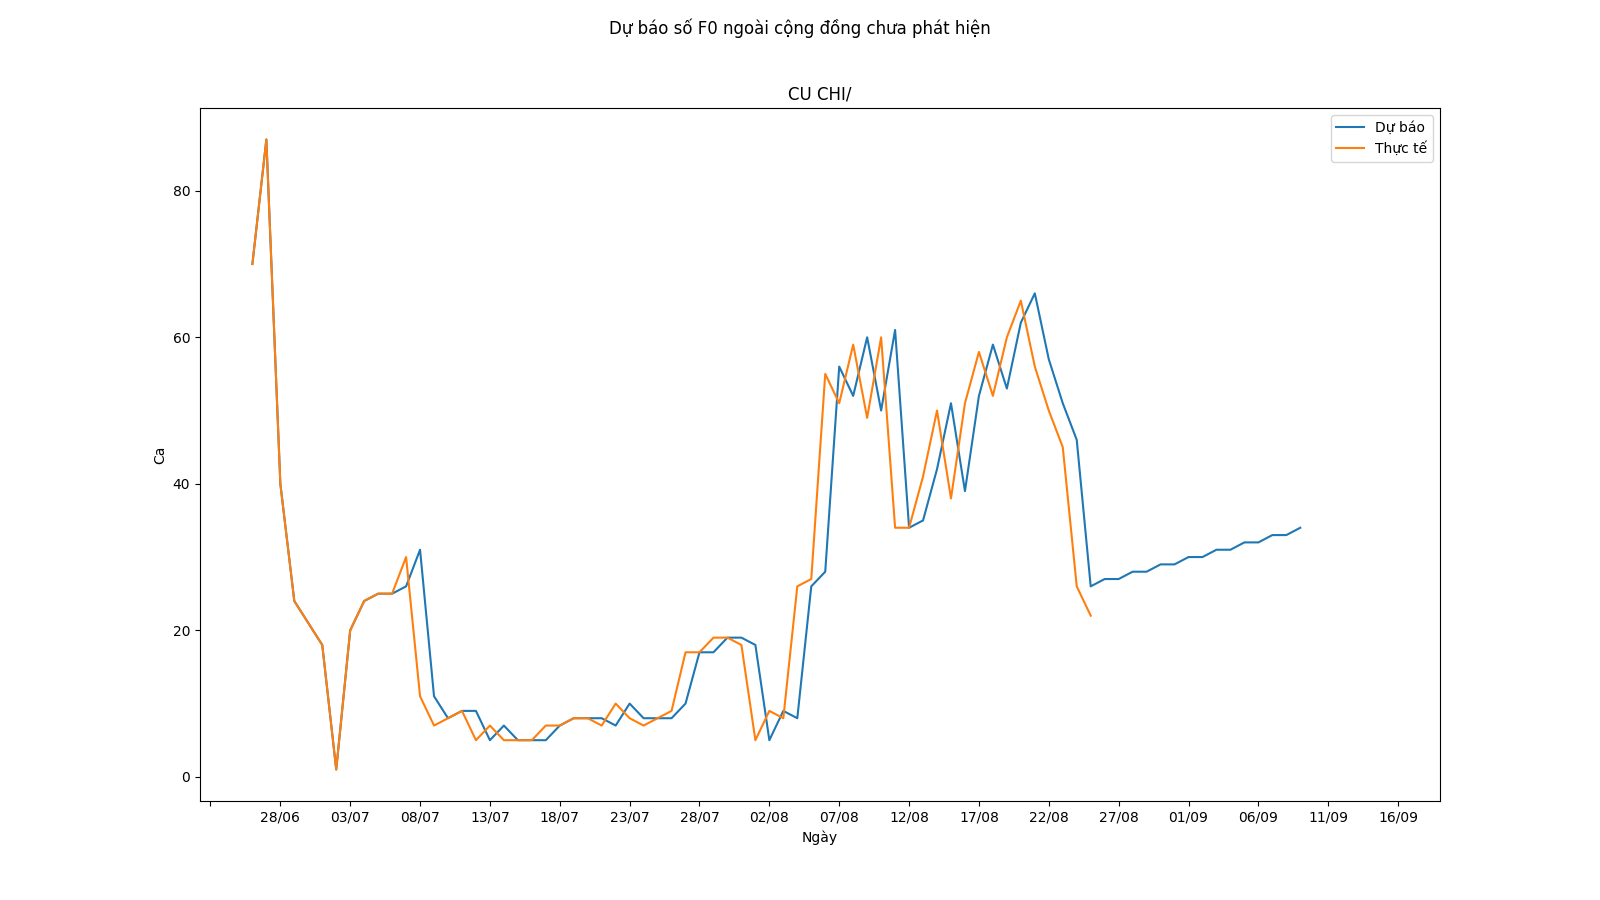 Dự báo số F0 ngoài cộng đồng chưa phát hiện
CU CHI/
Dự báo
Thực tế
80
60
40
20
0
Ca
28/06 03/07 08/07 13/07 18/07 23/07 28/07 02/08 07/08 12/08 17/08 22/08 27/08 01/09 06/09 11/09 16/09
Ngày